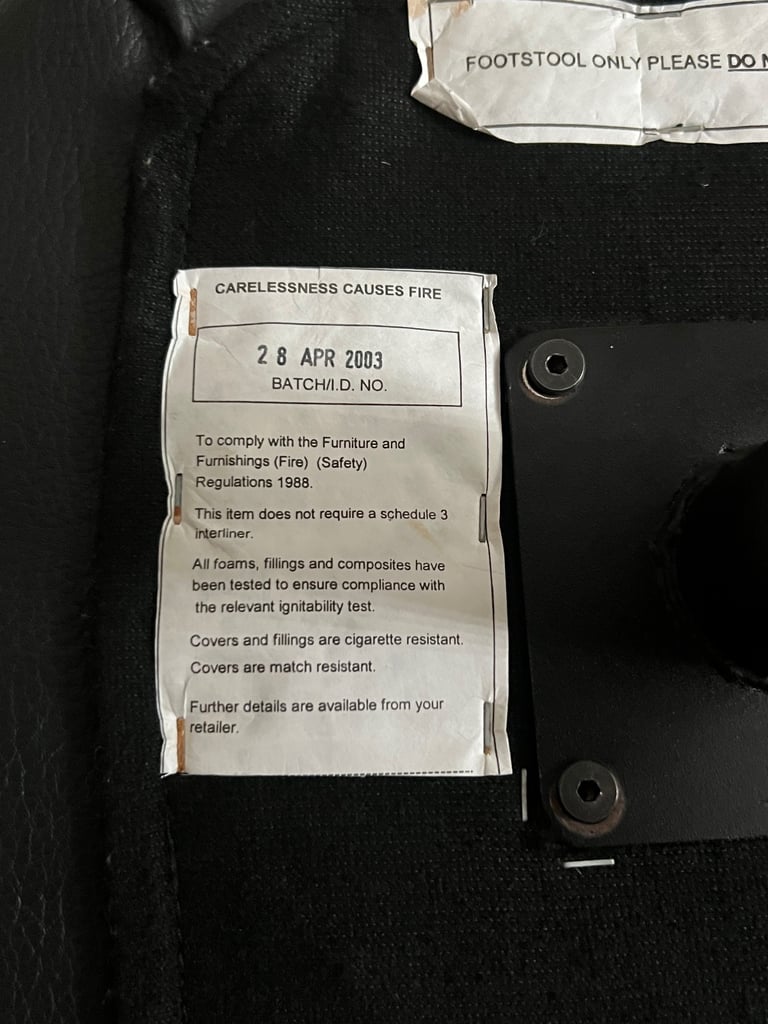 FOOTSTOOL ONLY PLEASE DO
CARELESSNESS CAUSES FIRE
28 APR 2003
BATCH/I.D. NO.
To comply with the Furniture and
Furnishings (Fire) (Safety)
Regulations 1988.
This item does not require a schedule 3
interliner.
All foams, fillings and composites have
been tested to ensure compliance with
the relevant ignitability test.
Covers and fillings are cigarette resistant.
Covers are match resistant.
Further details are available from your
retailer.